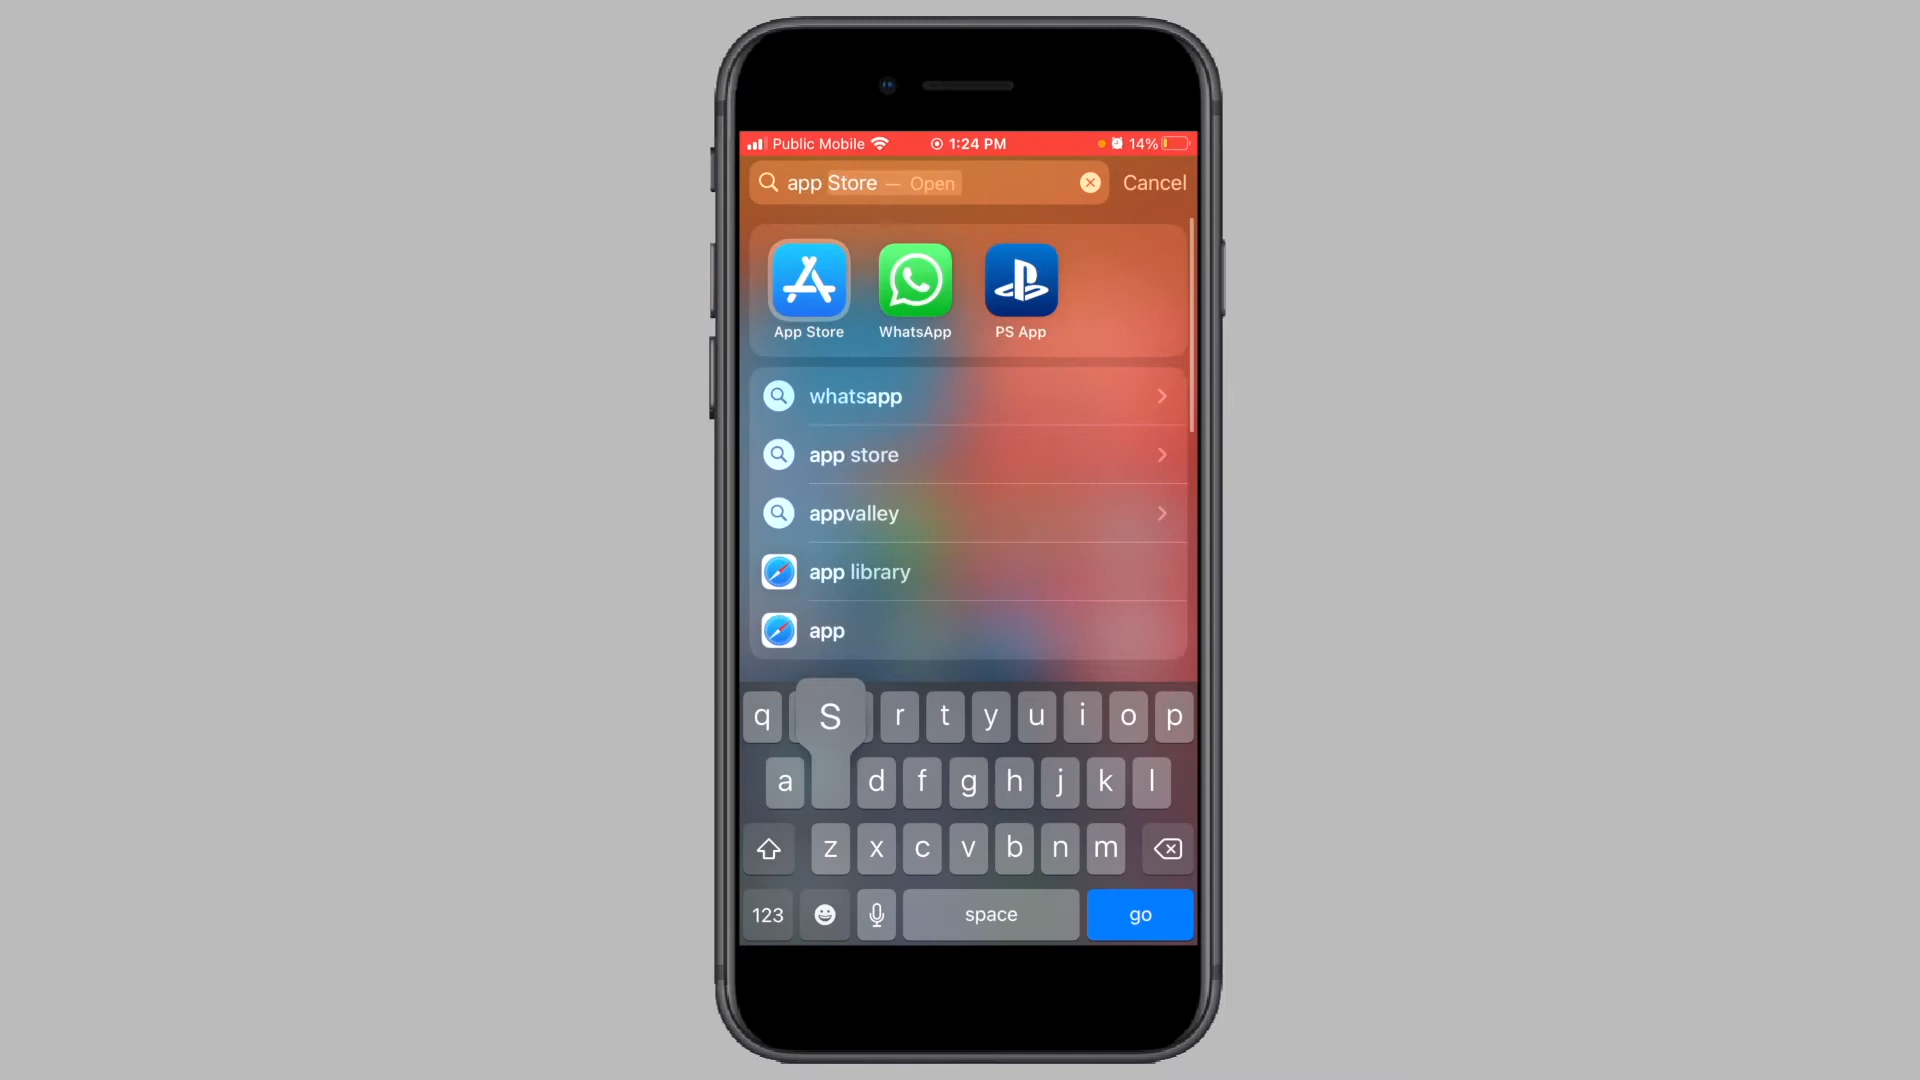 Public Mobile 1:24 PM 14%
app Store — Open Cancel
App Store WhatsApp PS App
whatsapp
app store
appvalley
app library
app
q S r t y u i o p
a d f g h j k l
z x c v b n m
123 space go